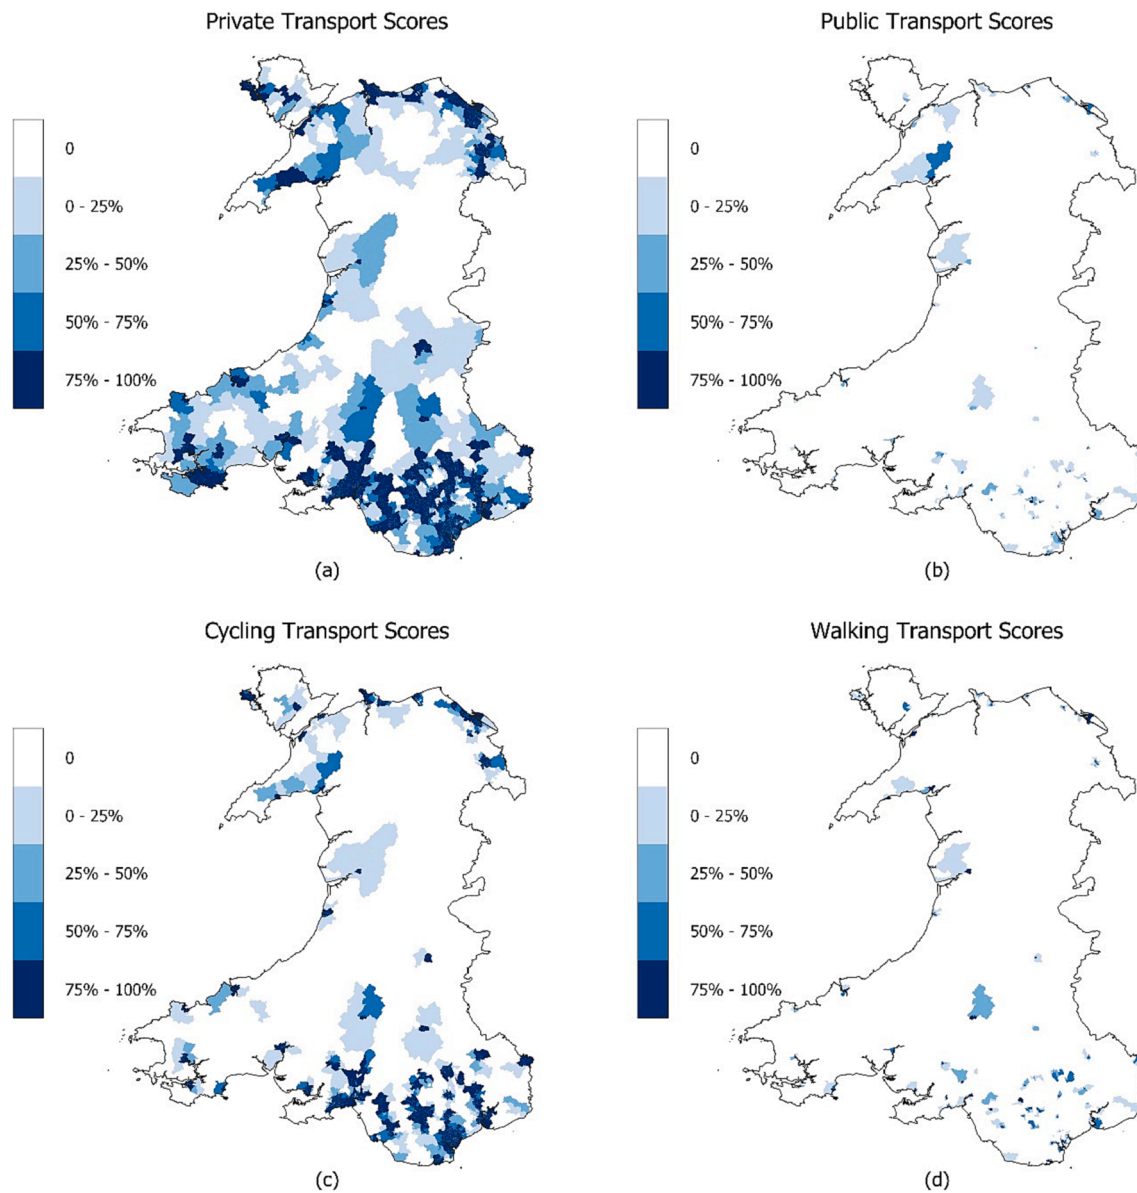 Private Transport Scores
0
0 - 25%
25% - 50%
50% - 75%
75% - 100%
(a)
Public Transport Scores
0
0 - 25%
25% - 50%
50% - 75%
75% - 100%
(b)
Cycling Transport Scores
0
0 - 25%
25% - 50%
50% - 75%
75% - 100%
(c)
Walking Transport Scores
0
0 - 25%
25% - 50%
50% - 75%
75% - 100%
(d)